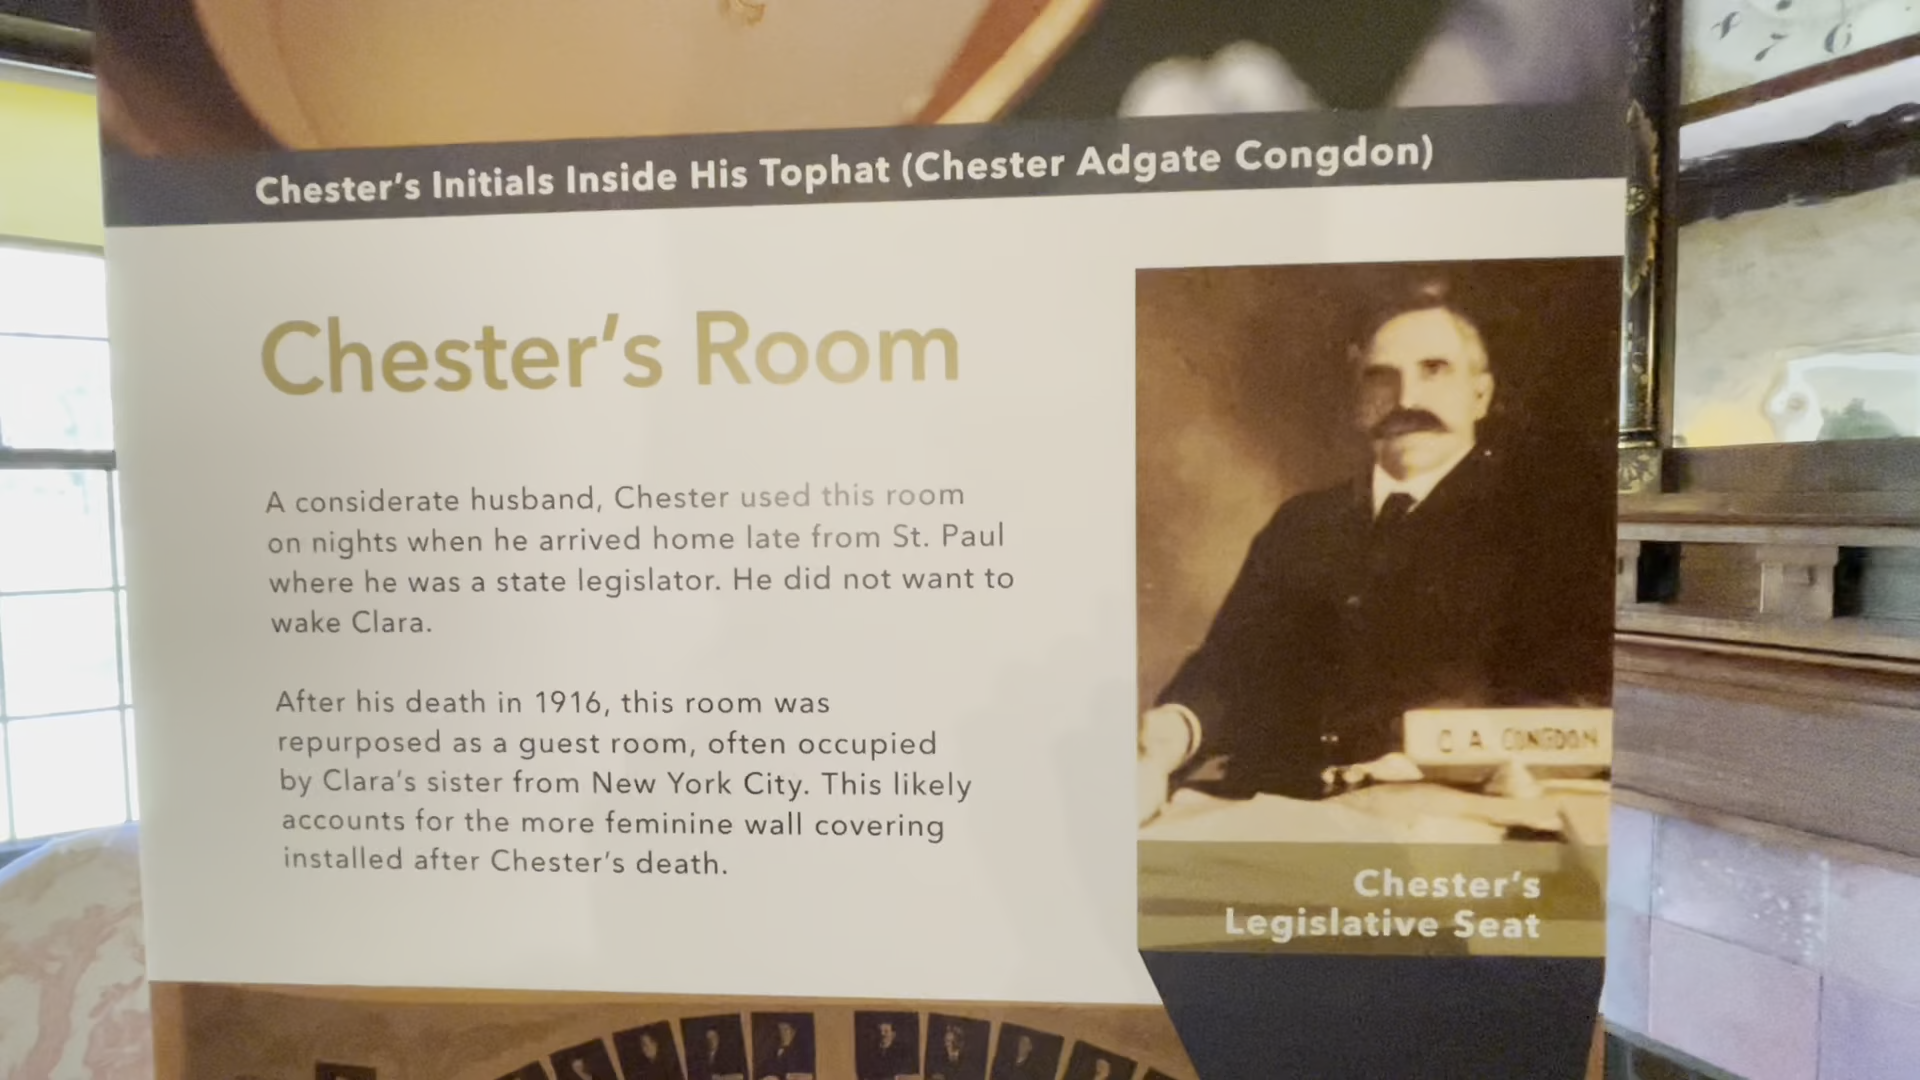 Chester's Initials Inside His Tophat (Chester Adgate Congdon)
Chester's Room
A considerate husband, Chester used this room
on nights when he arrived home late from St. Paul
where he was a state legislator. He did not want to
wake Clara.
After his death in 1916, this room was
repurposed as a guest room, often occupied
by Clara's sister from New York City. This likely
accounts for the more feminine wall covering
installed after Chester's death.
C A CONGDON
Chester's
Legislative Seat